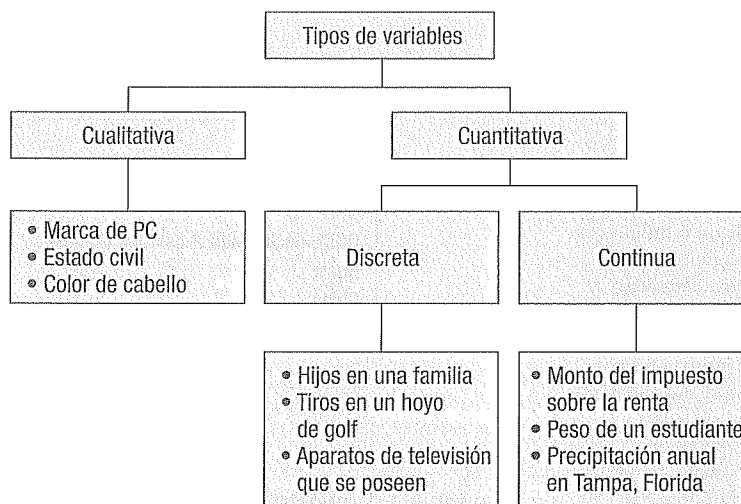 Tipos de variables
Cualitativa
Cuantitativa
• Marca de PC
• Estado civil
• Color de cabello
Discreta
Continua
• Hijos en una familia
• Tiros en un hoyo
de golf
• Aparatos de televisión
que se poseen
• Monto del impuesto
sobre la renta
• Peso de un estudiante
• Precipitación anual
en Tampa, Florida